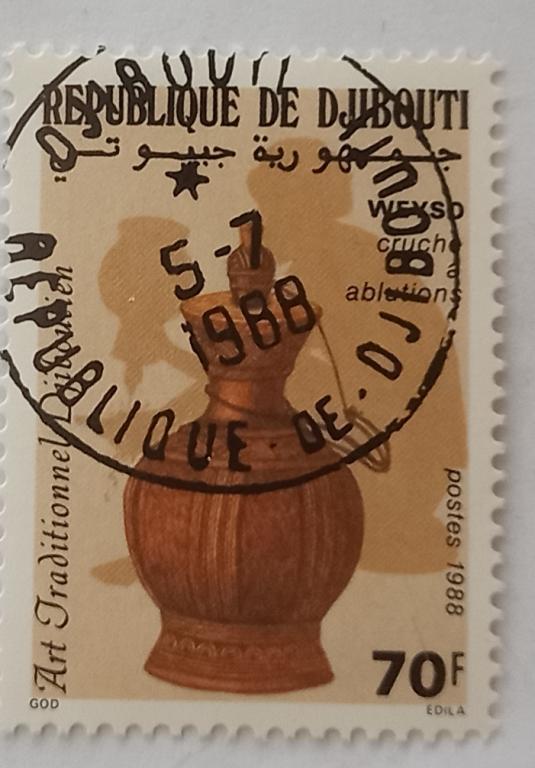 REPUBLIQUE DE DJIBOUTI
جمهورية جيبوتي
WEYSO
cruche
à
ablutions
5-7
1988
REPUBLIQUE · DE · DJIBOUTI
DJIBOUTI
Art Traditionnel Djiboutien
postes 1988
70F
GOD
EDILA